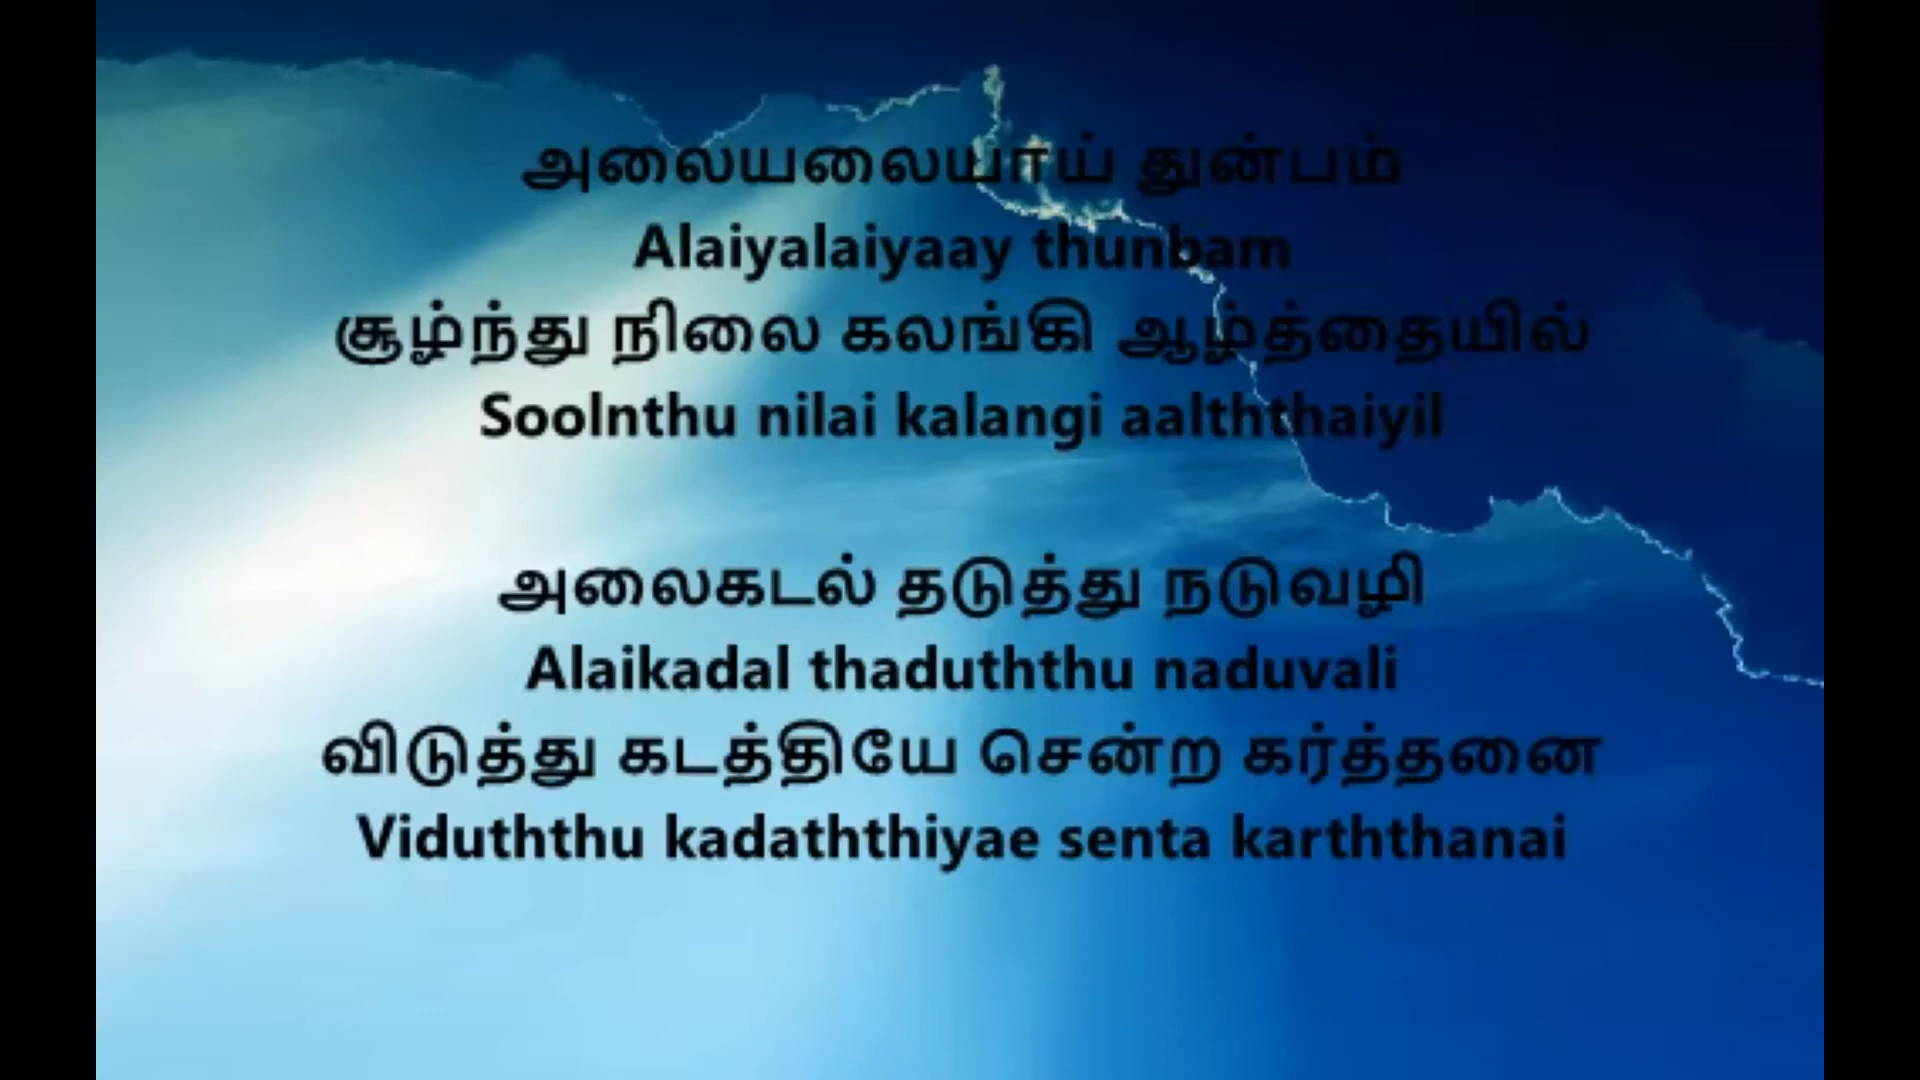 அலையலையாய் துன்பம்
Alaiyalaiyaay thunbam
சூழ்ந்து நிலை கலங்கி ஆழ்த்தையில்
Soolnthu nilai kalangi aalththaiyil
அலைகடல் தடுத்து நடுவழி
Alaikadal thaduththu naduvali
விடுத்து கடத்தியே சென்ற கர்த்தனை
Viduththu kadaththiyae senta karththanai